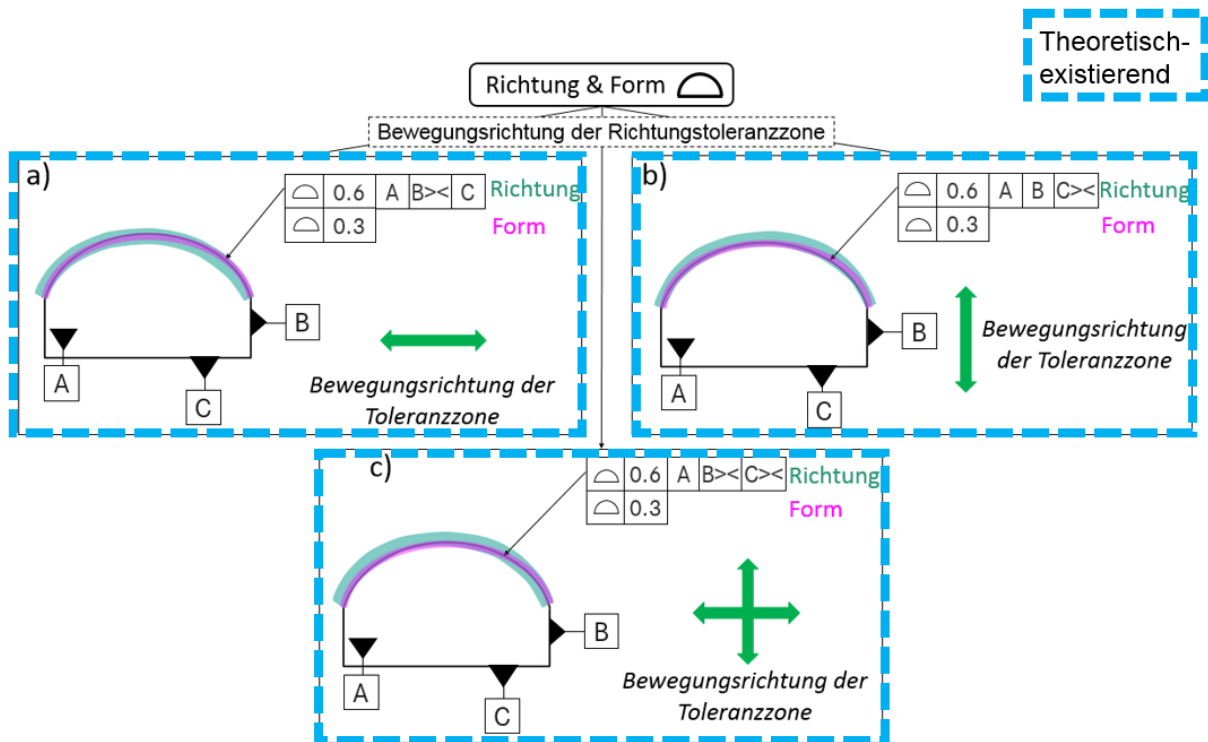 Theoretisch-
existierend
Richtung & Form
Bewegungsrichtung der Richtungstoleranzzone
a)
0.6 A B>< C Richtung
0.3 Form
B
A
C
Bewegungsrichtung der
Toleranzzone
b)
0.6 A B C>< Richtung
0.3 Form
B
A
C
Bewegungsrichtung
der Toleranzzone
c)
0.6 A B>< C>< Richtung
0.3 Form
B
A
C
Bewegungsrichtung der
Toleranzzone